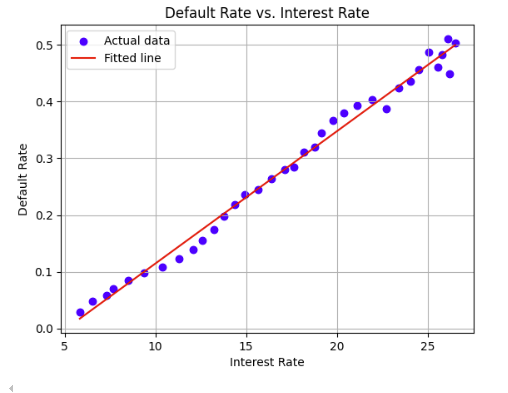 Default Rate vs. Interest Rate
Actual data
Fitted line
0.5
0.4
0.3
0.2
0.1
0.0
Default Rate
5 10 15 20 25
Interest Rate